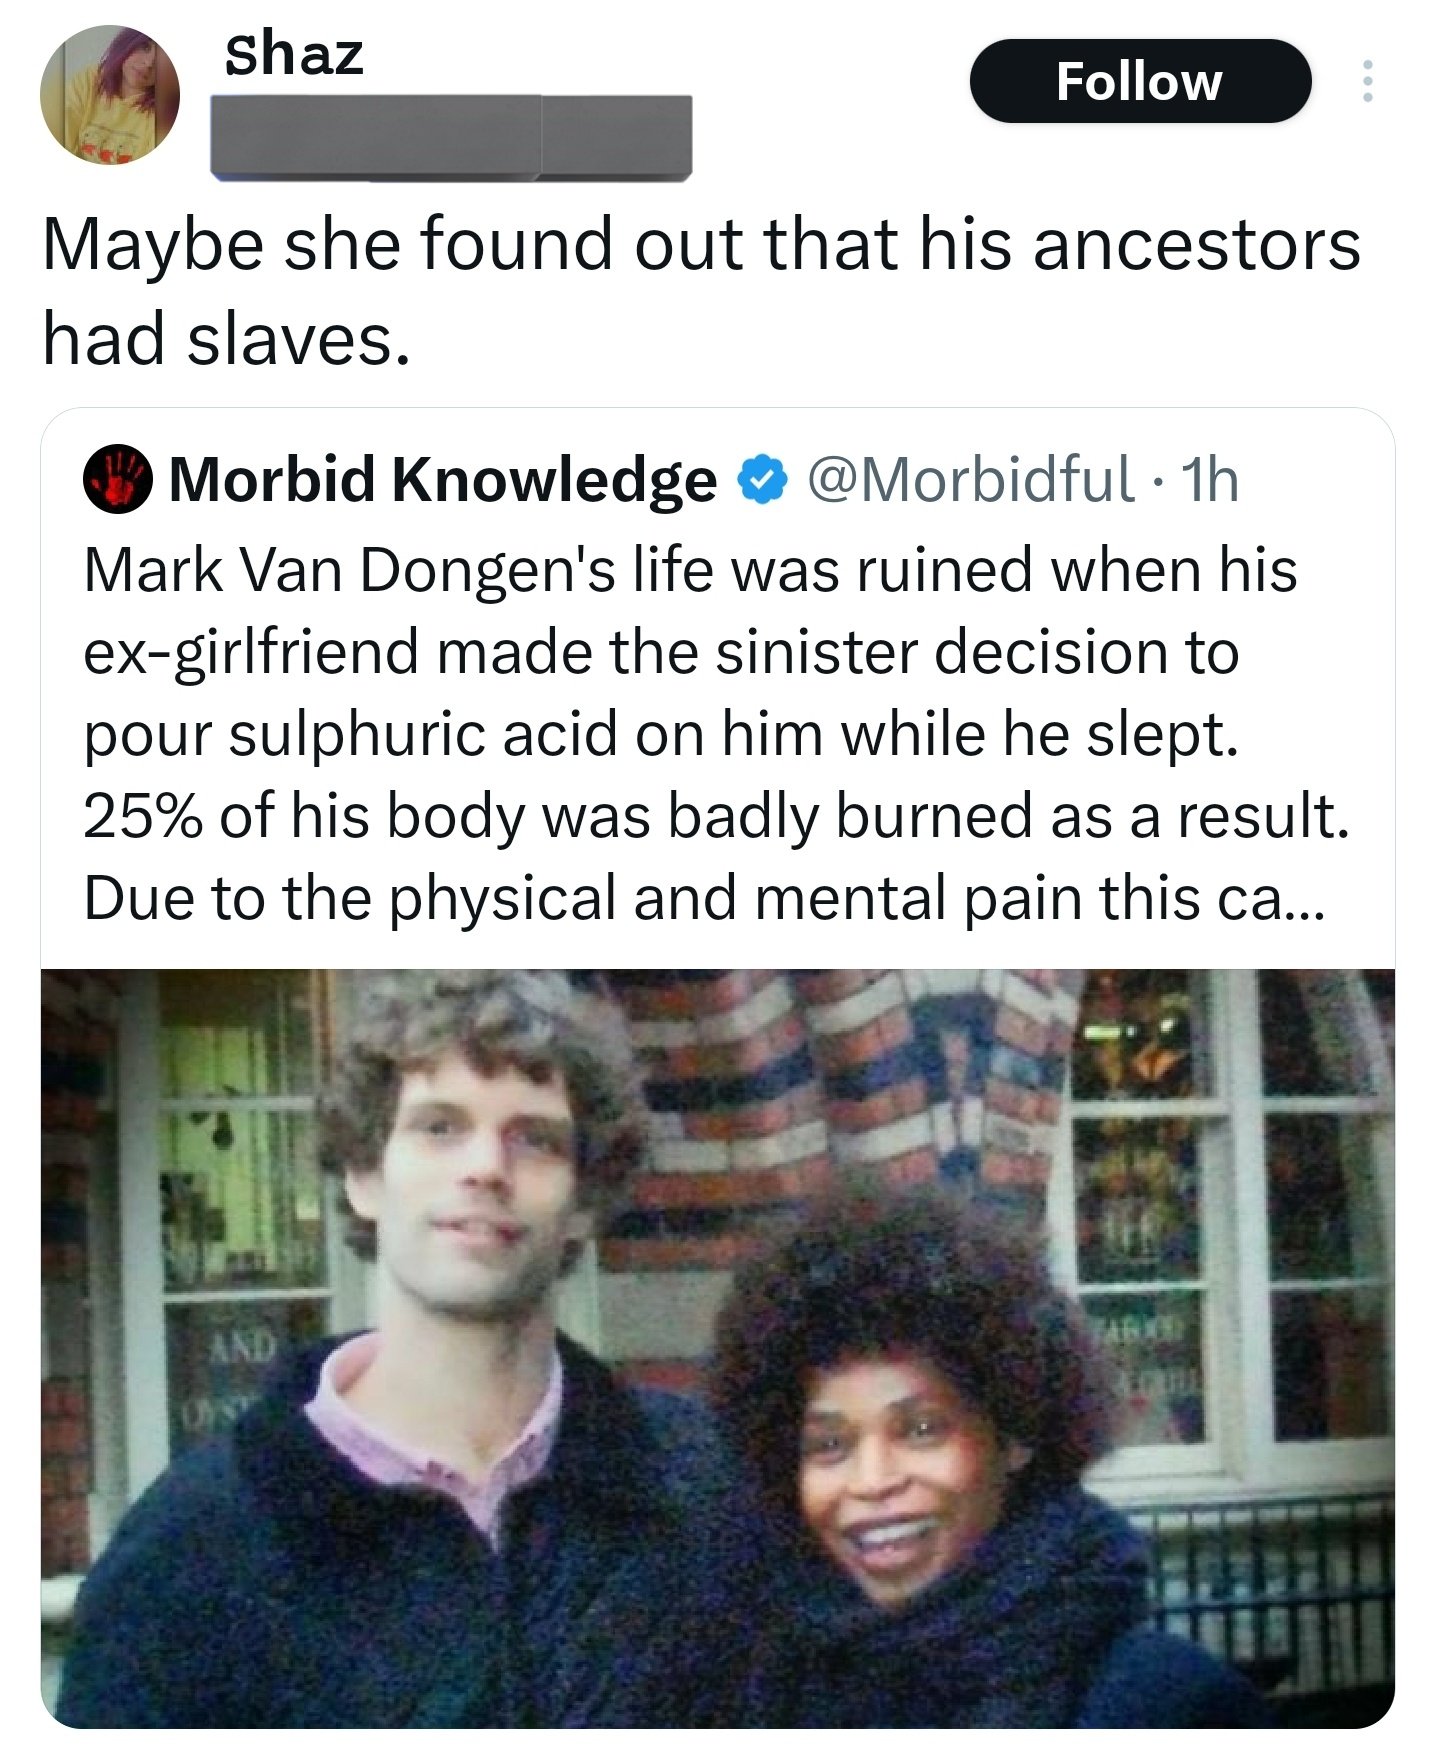 Shaz
Follow
Maybe she found out that his ancestors
had slaves.
Morbid Knowledge @Morbidful · 1h
Mark Van Dongen's life was ruined when his
ex-girlfriend made the sinister decision to
pour sulphuric acid on him while he slept.
25% of his body was badly burned as a result.
Due to the physical and mental pain this ca...
AND